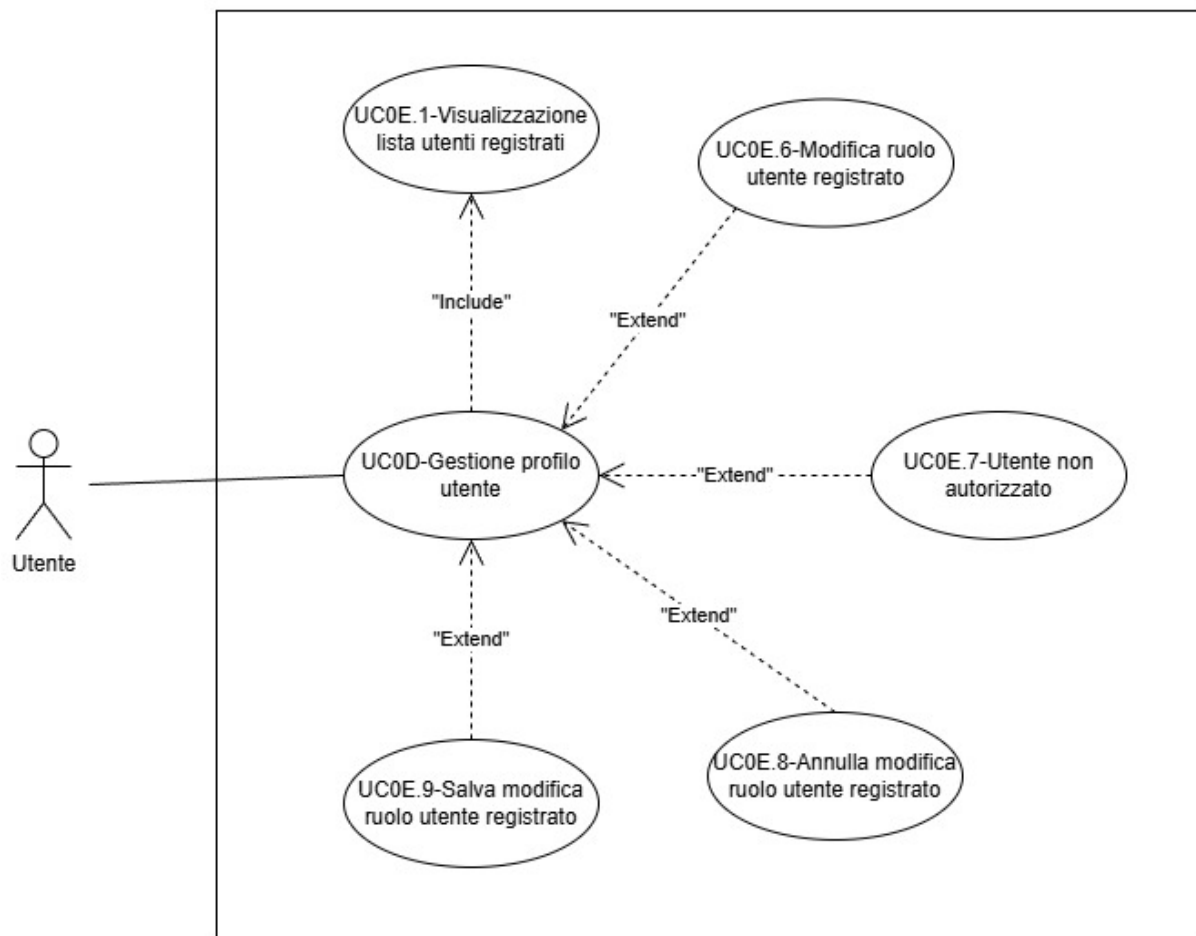 UC0E.1-Visualizzazione
lista utenti registrati
UC0E.6-Modifica ruolo
utente registrato
"Include"
"Extend"
UC0D-Gestione profilo
utente
"Extend"
UC0E.7-Utente non
autorizzato
Utente
"Extend"
"Extend"
UC0E.9-Salva modifica
ruolo utente registrato
UC0E.8-Annulla modifica
ruolo utente registrato